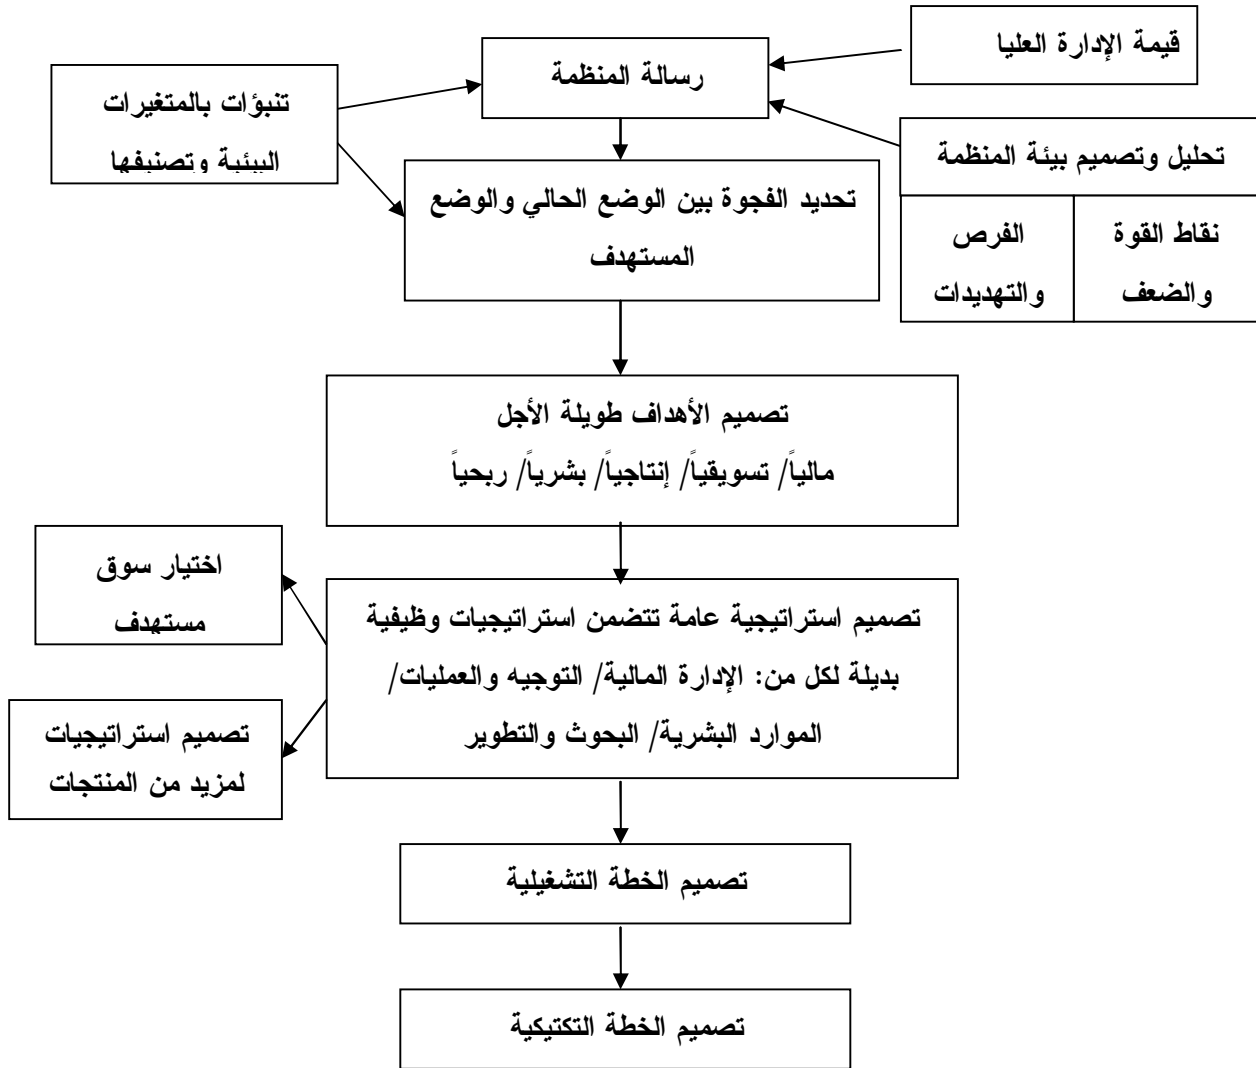 قيمة الإدارة العليا
رسالة المنظمة
تنبؤات بالمتغيرات
البيئية وتصنيفها
تحليل وتصميم بيئة المنظمة
نقاط القوة
والضعف
الفرص
والتهديدات
تحديد الفجوة بين الوضع الحالي والوضع
المستهدف
تصميم الأهداف طويلة الأجل
مالياً/ تسويقياً/ إنتاجياً/ بشرياً/ ربحياً
اختيار سوق
مستهدف
تصميم استراتيجية عامة تتضمن استراتيجيات وظيفية
بديلة لكل من: الإدارة المالية/ التوجيه والعمليات/
الموارد البشرية/ البحوث والتطوير
تصميم استراتيجيات
لمزيد من المنتجات
تصميم الخطة التشغيلية
تصميم الخطة التكتيكية